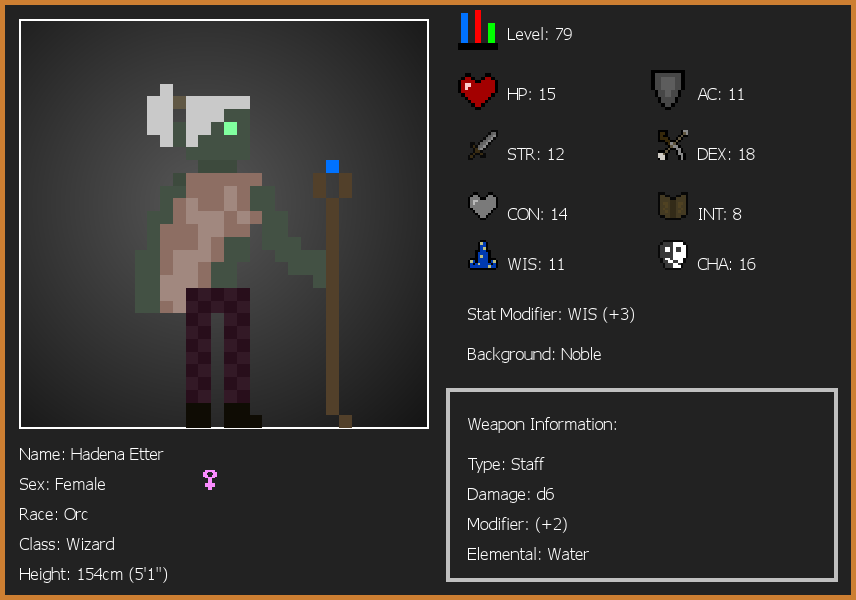 Level: 79
HP: 15
AC: 11
STR: 12
DEX: 18
CON: 14
INT: 8
WIS: 11
CHA: 16
Stat Modifier: WIS (+3)
Background: Noble
Weapon Information:
Type: Staff
Damage: d6
Modifier: (+2)
Elemental: Water
Name: Hadena Etter
Sex: Female
Race: Orc
Class: Wizard
Height: 154cm (5'1")